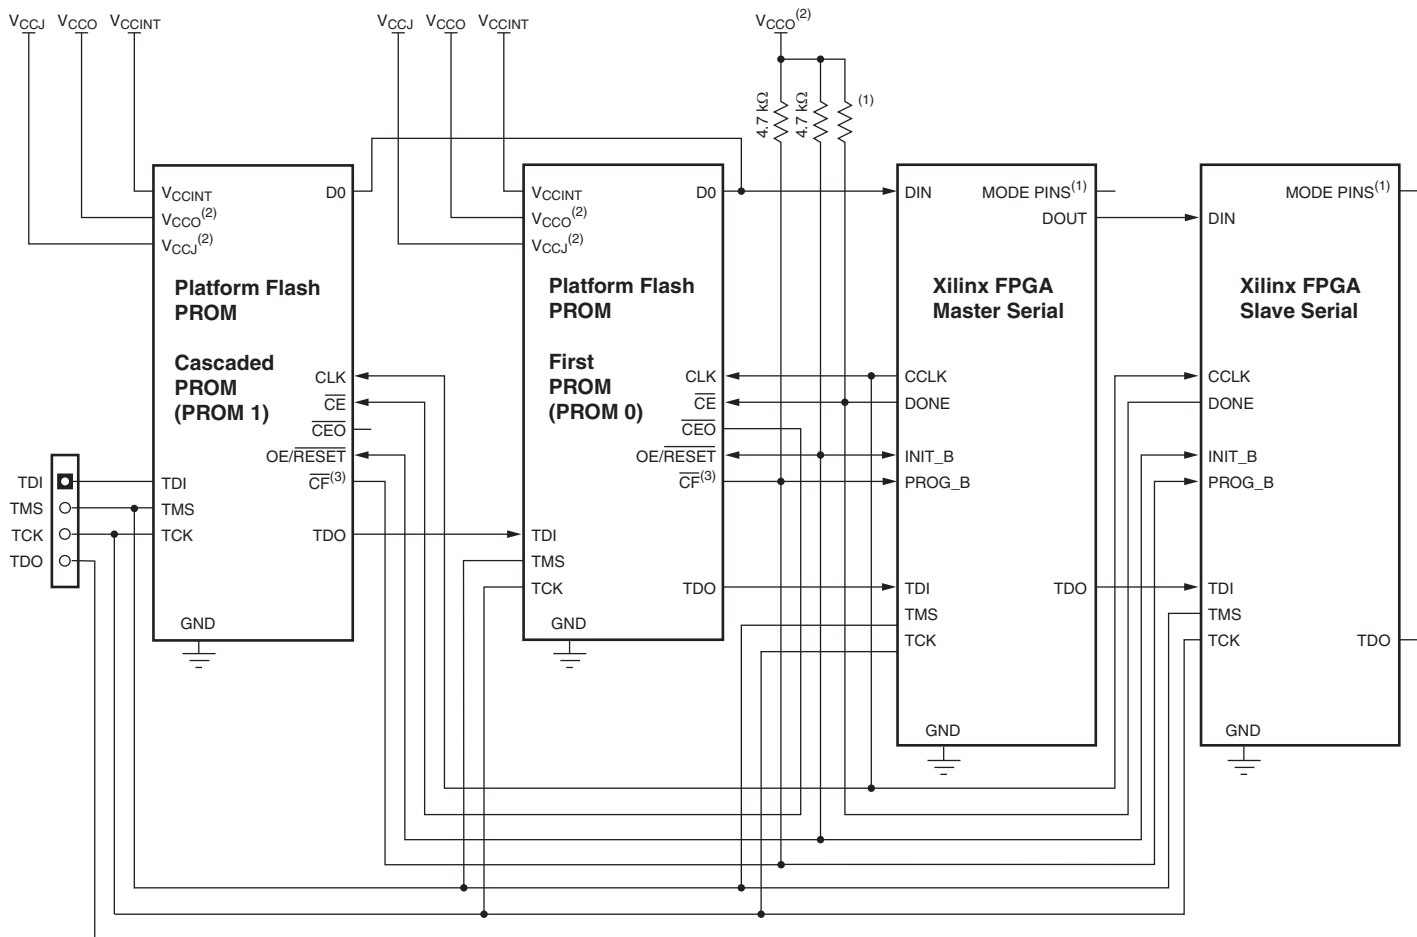 VCCJ VCCO VCCINT
VCCJ VCCO VCCINT
VCCO(2)
4.7 kΩ
4.7 kΩ
(1)
VCCINT
VCCO(2)
VCCJ(2)
D0
Platform Flash
PROM
Cascaded
PROM
(PROM 1)
CLK
CE
CEO
OE/RESET
CF(3)
TDI
TMS
TCK
TDO
GND
TDI
TMS
TCK
TDO
VCCINT
VCCO(2)
VCCJ(2)
D0
Platform Flash
PROM
First
PROM
(PROM 0)
CLK
CE
CEO
OE/RESET
CF(3)
TDI
TMS
TCK
TDO
GND
DIN
MODE PINS(1)
DOUT
Xilinx FPGA
Master Serial
CCLK
DONE
INIT_B
PROG_B
TDI
TMS
TCK
TDO
GND
MODE PINS(1)
DIN
Xilinx FPGA
Slave Serial
CCLK
DONE
INIT_B
PROG_B
TDI
TMS
TCK
TDO
GND